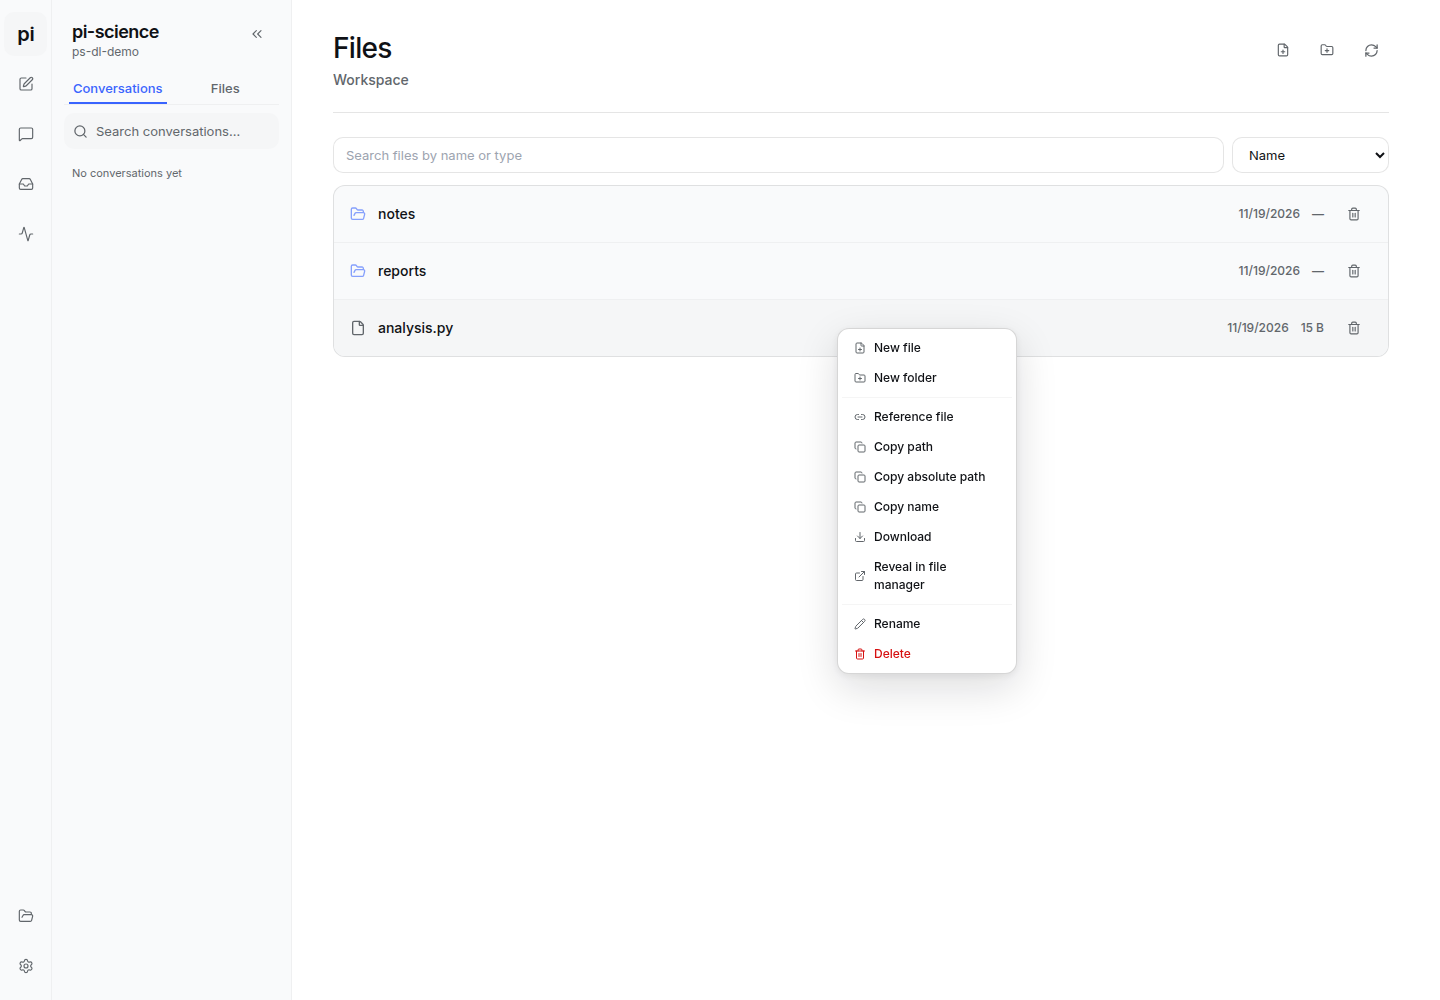 pi
pi-science
ps-dl-demo
Conversations
Files
Search conversations...
No conversations yet
Files
Workspace
Search files by name or type
Name
notes
11/19/2026 —
reports
11/19/2026 —
analysis.py
11/19/2026 15 B
New file
New folder
Reference file
Copy path
Copy absolute path
Copy name
Download
Reveal in file
manager
Rename
Delete